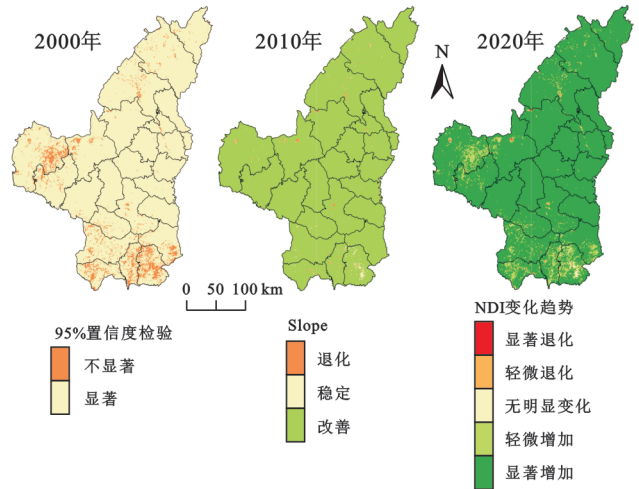 2000年
2010年
2020年
N
0 50 100 km
95%置信度检验
不显著
显著
Slope
退化
稳定
改善
NDI变化趋势
显著退化
轻微退化
无明显变化
轻微增加
显著增加